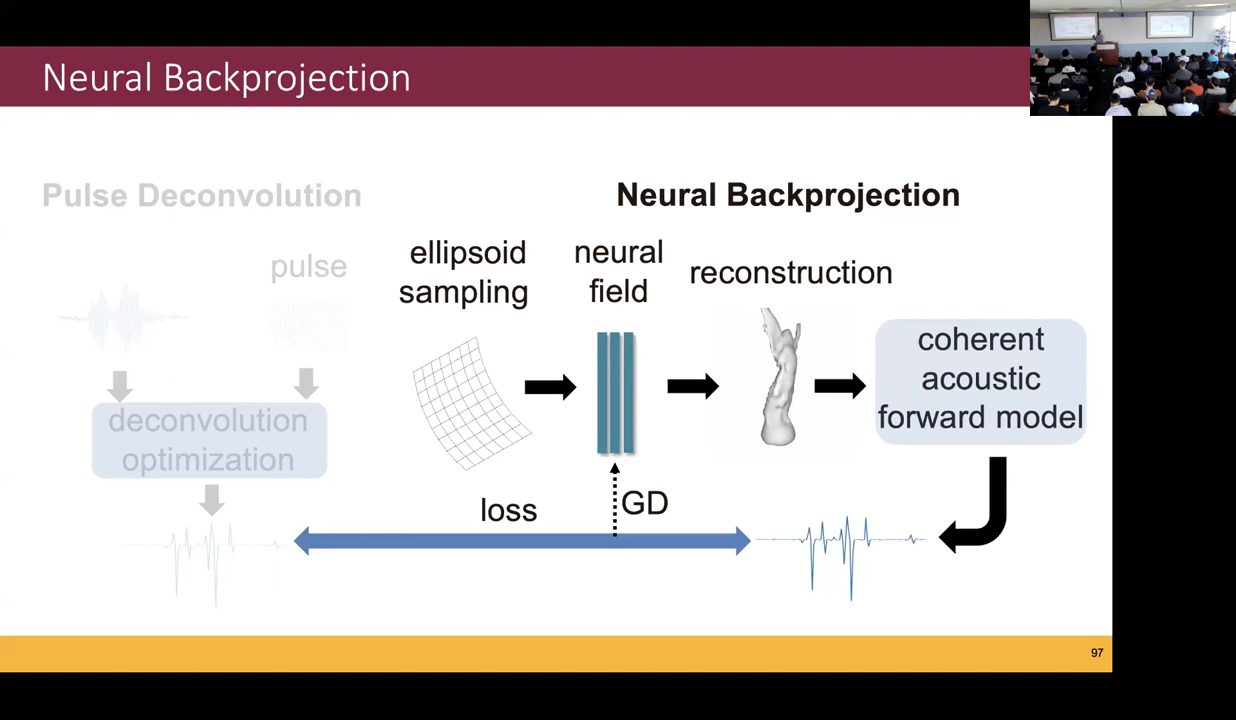 Neural Backprojection
Pulse Deconvolution
pulse
deconvolution
optimization
Neural Backprojection
ellipsoid
sampling
neural
field
reconstruction
coherent
acoustic
forward model
loss
GD
97